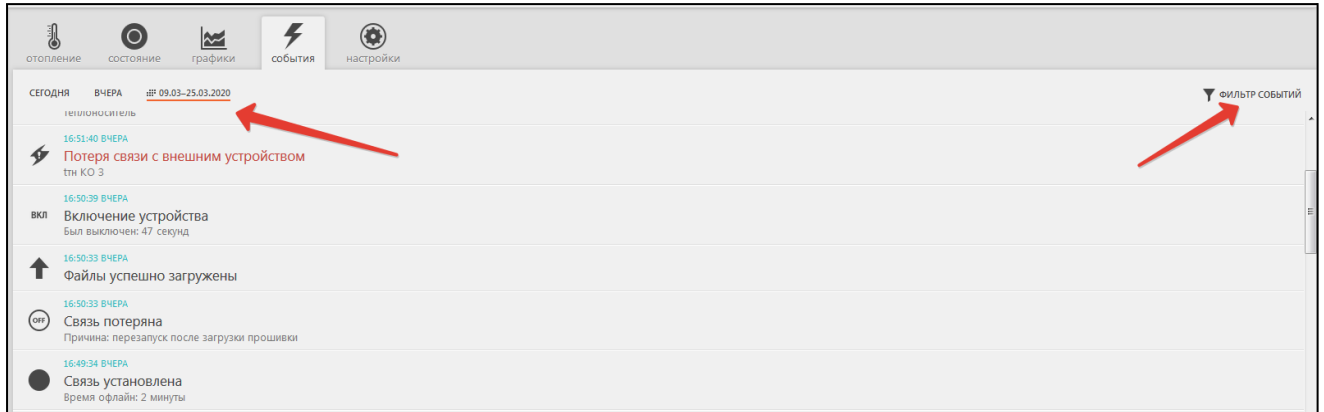 отопление
состояние
графики
события
настройки
СЕГОДНЯ ВЧЕРА 09.03–25.03.2020 ФИЛЬТР СОБЫТИЙ
теплоноситель
16:51:40 ВЧЕРА
Потеря связи с внешним устройством
ттн КО 3
16:50:39 ВЧЕРА
ВКЛ Включение устройства
Был выключен: 47 секунд
16:50:33 ВЧЕРА
Файлы успешно загружены
16:50:33 ВЧЕРА
OFF Связь потеряна
Причина: перезапуск после загрузки прошивки
16:49:34 ВЧЕРА
Связь установлена
Время офлайн: 2 минуты